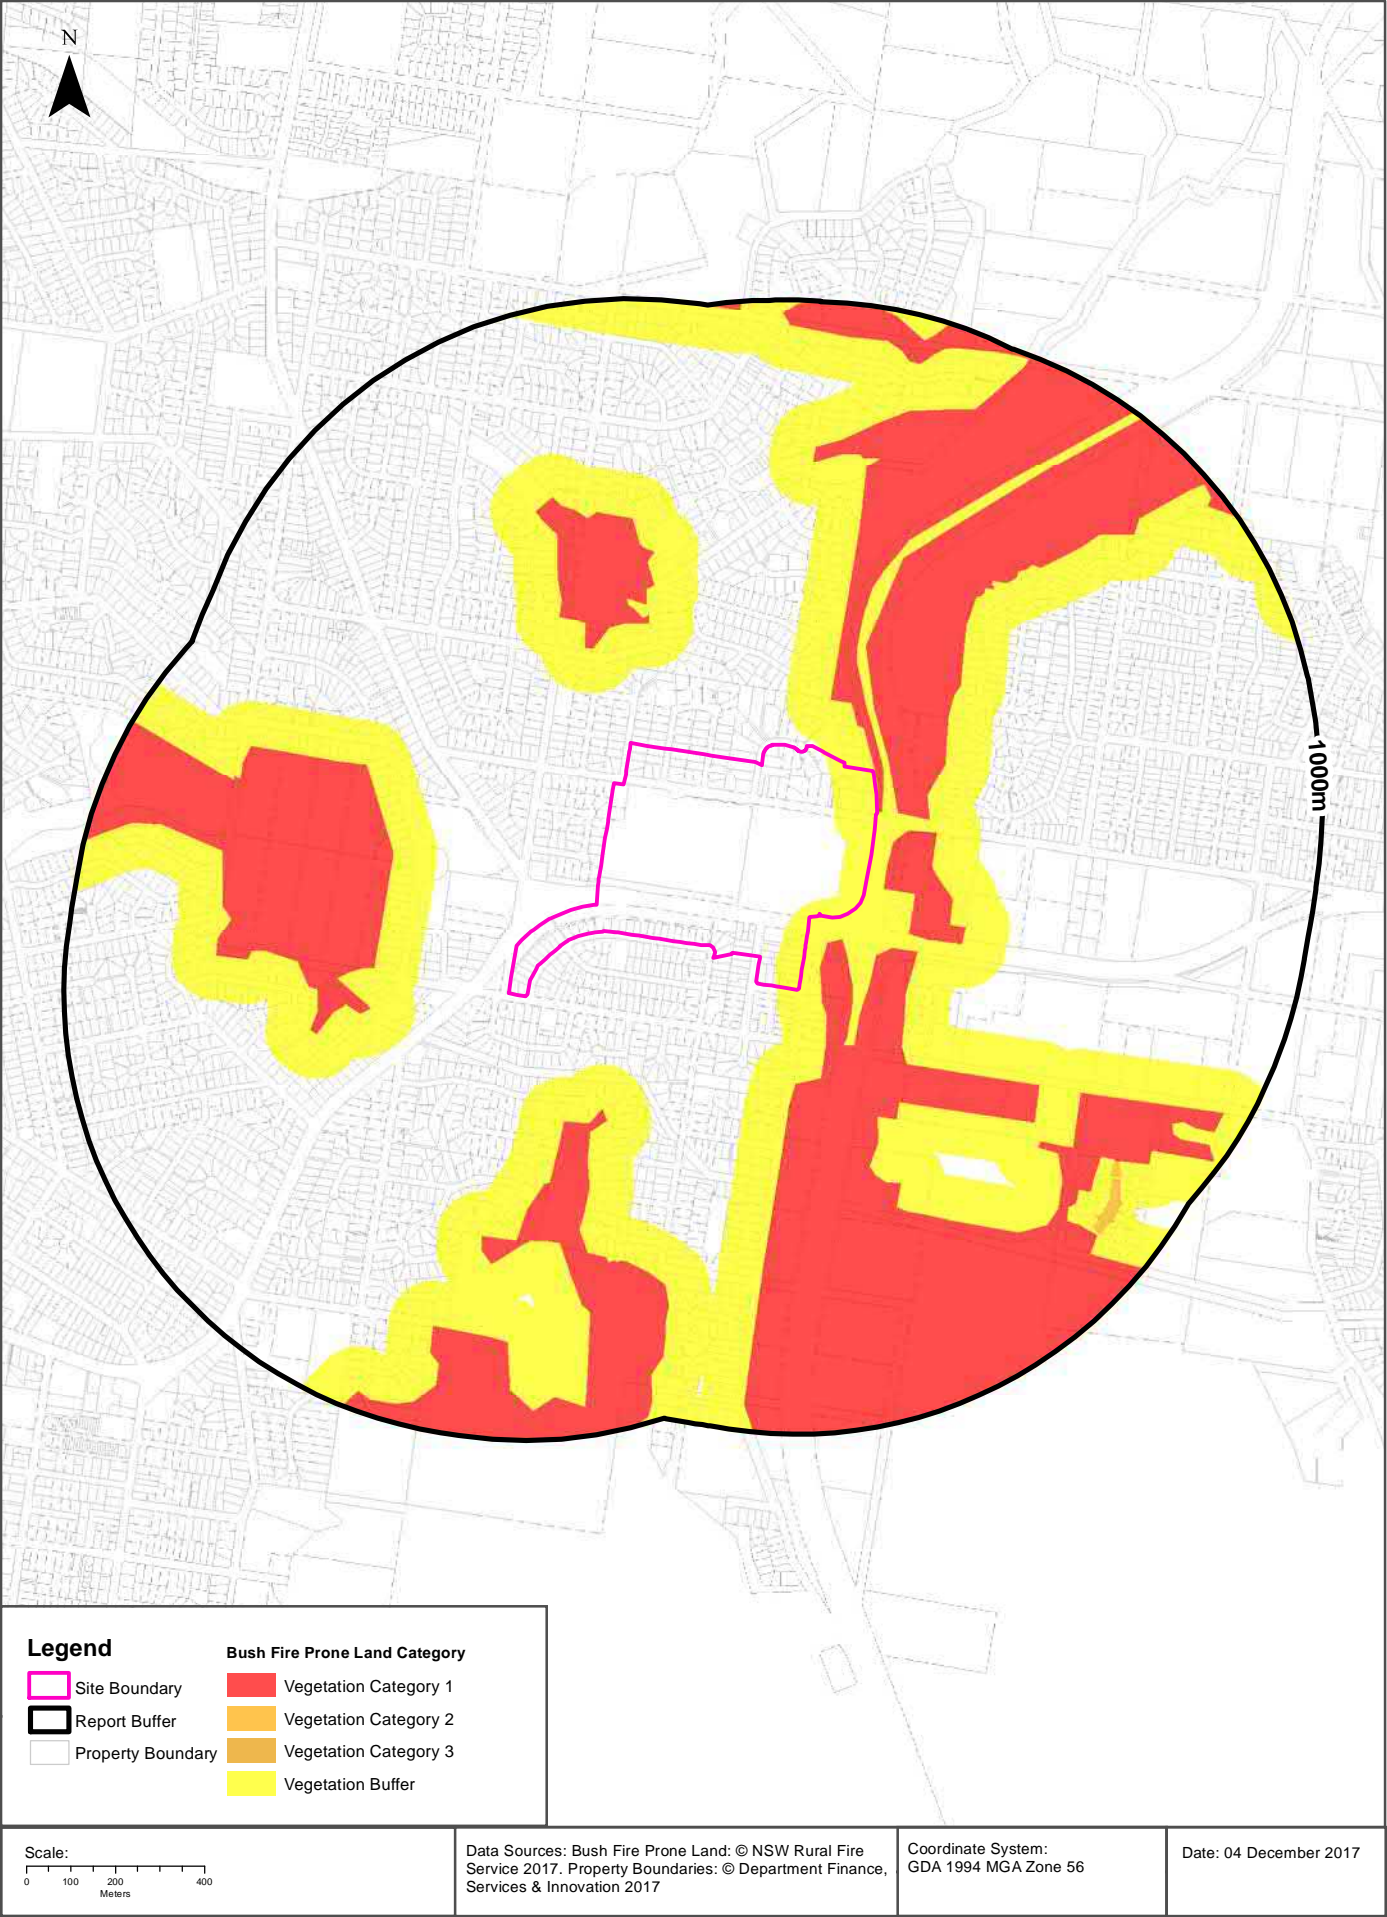 N
1000m
Legend
Site Boundary
Report Buffer
Property Boundary
Bush Fire Prone Land Category
Vegetation Category 1
Vegetation Category 2
Vegetation Category 3
Vegetation Buffer
Scale:
0 100 200 400
Meters
Data Sources: Bush Fire Prone Land: © NSW Rural Fire
Service 2017. Property Boundaries: © Department Finance,
Services & Innovation 2017
Coordinate System:
GDA 1994 MGA Zone 56
Date: 04 December 2017